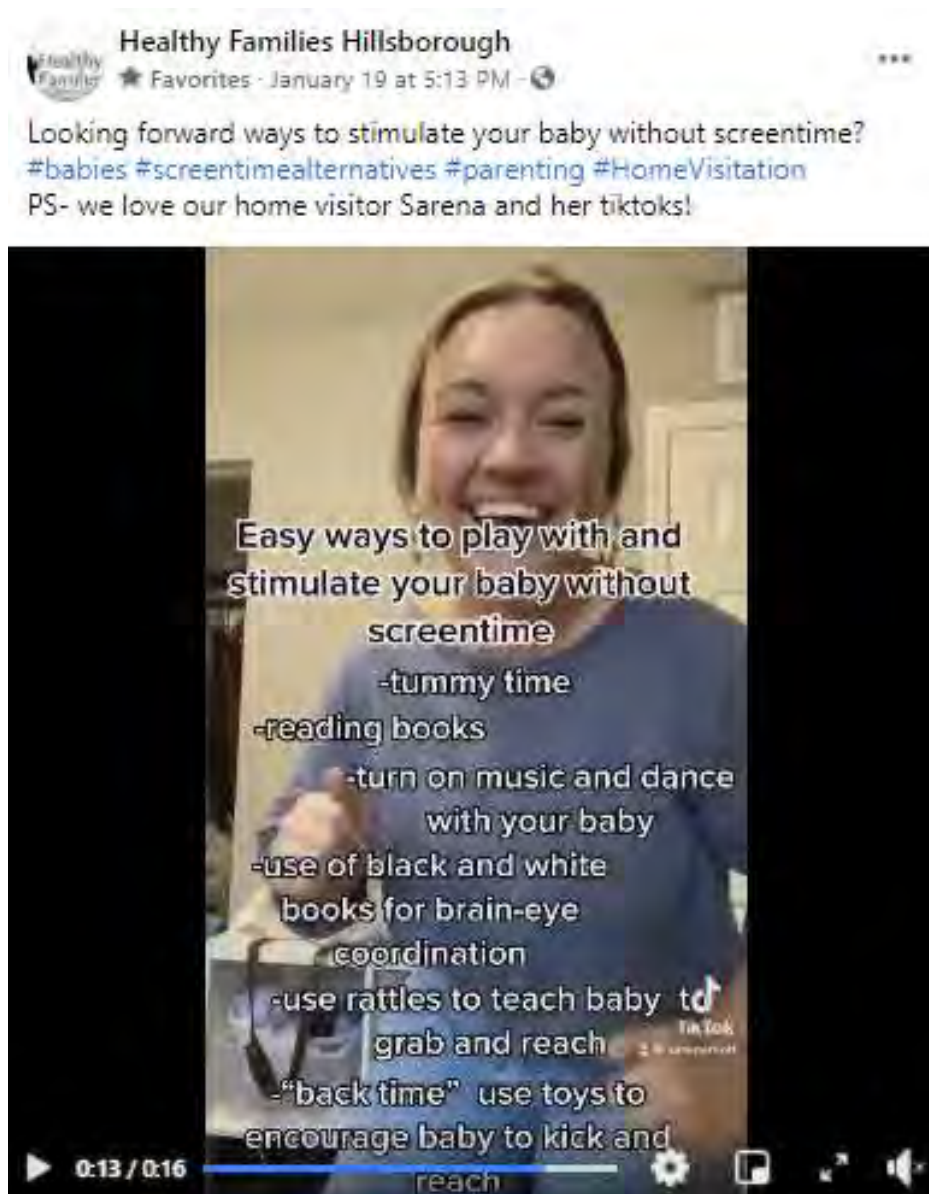 Healthy Families Hillsborough
Healthy
Families
Favorites · January 19 at 5:13 PM ·
Looking forward ways to stimulate your baby without screentime?
#babies #screentimealternatives #parenting #HomeVisitation
PS- we love our home visitor Sarena and her tiktoks!
Easy ways to play with and
stimulate your baby without
screentime
-tummy time
-reading books
-turn on music and dance
with your baby
-use of black and white
books for brain-eye
coordination
-use rattles to teach baby to
grab and reach
TikTok
-“back time” use toys to
encourage baby to kick and
reach
0:13 / 0:16